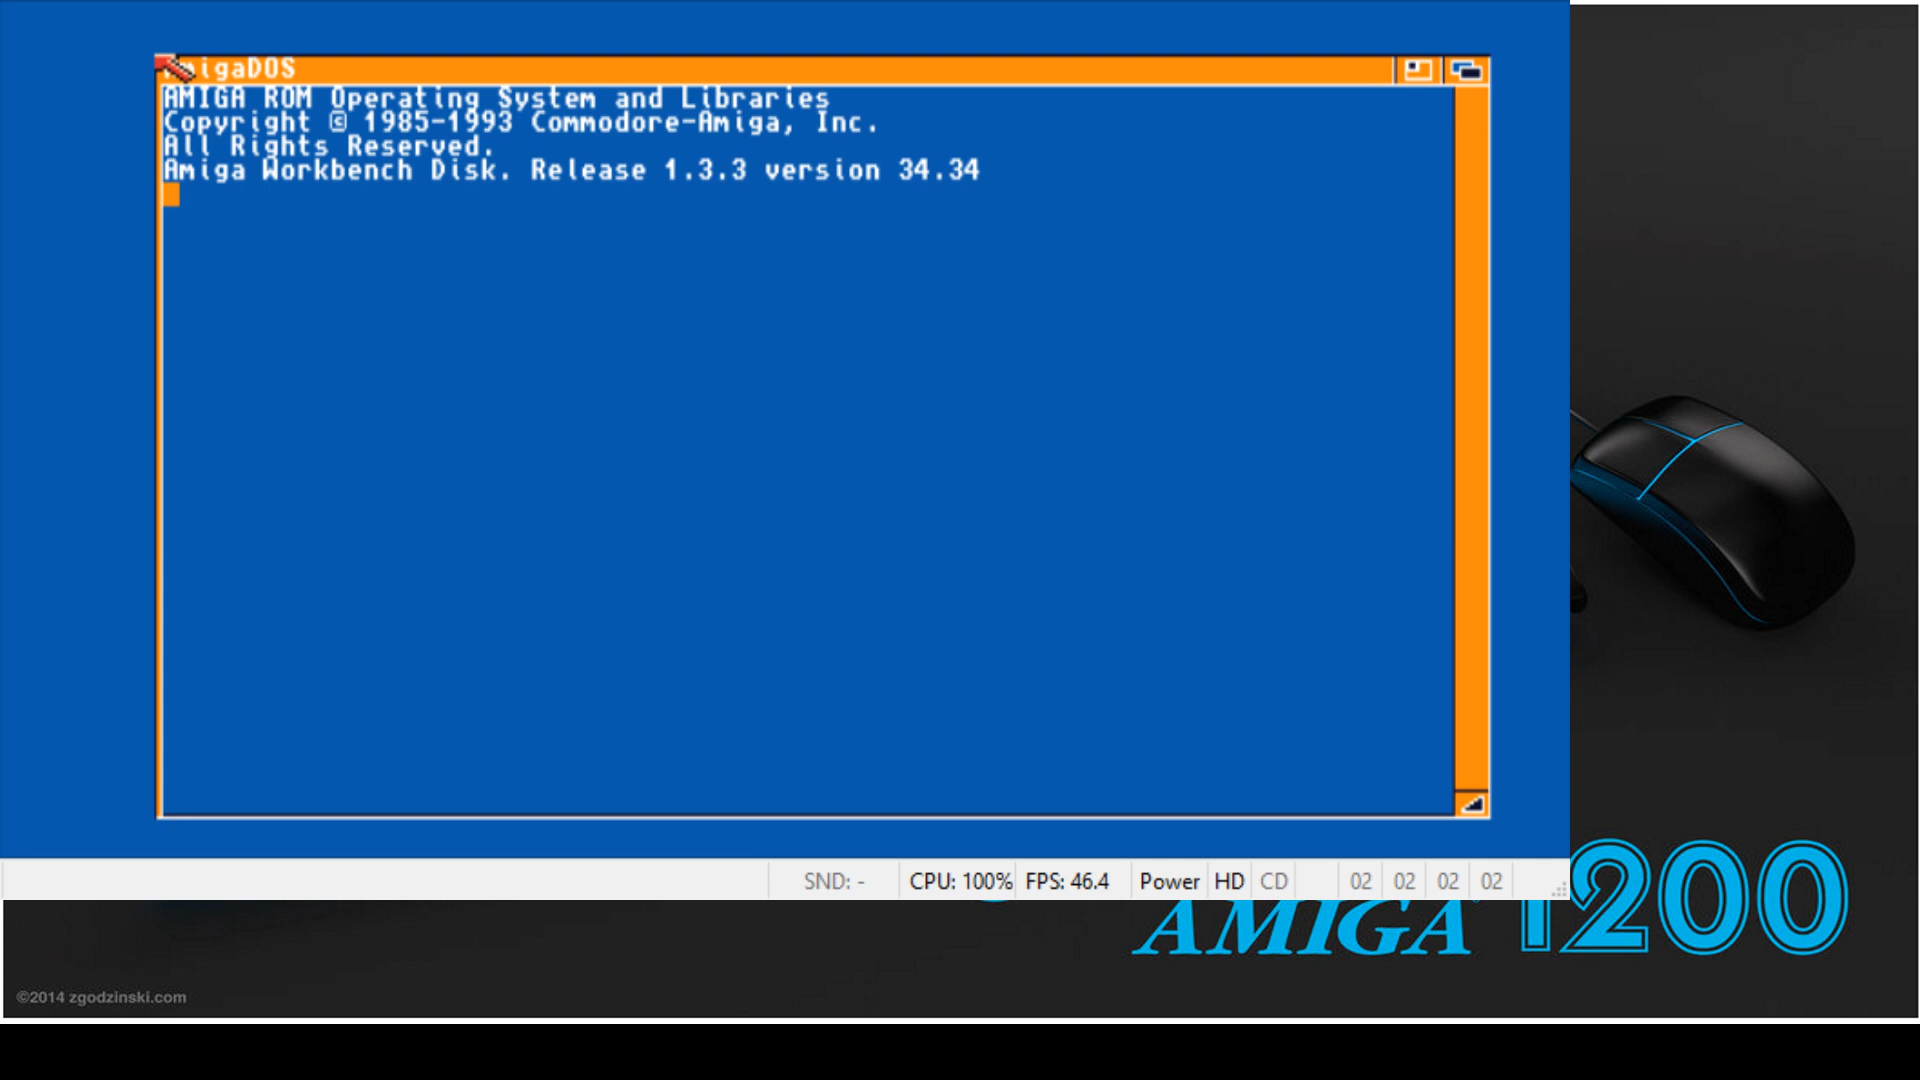 AmigaDOS
AMIGA ROM Operating System and Libraries
Copyright © 1985-1993 Commodore-Amiga, Inc.
All Rights Reserved.
Amiga Workbench Disk. Release 1.3.3 version 34.34
SND: - CPU: 100% FPS: 46.4 Power HD CD 02 02 02 02
AMIGA 1200
©2014 zgodzinski.com